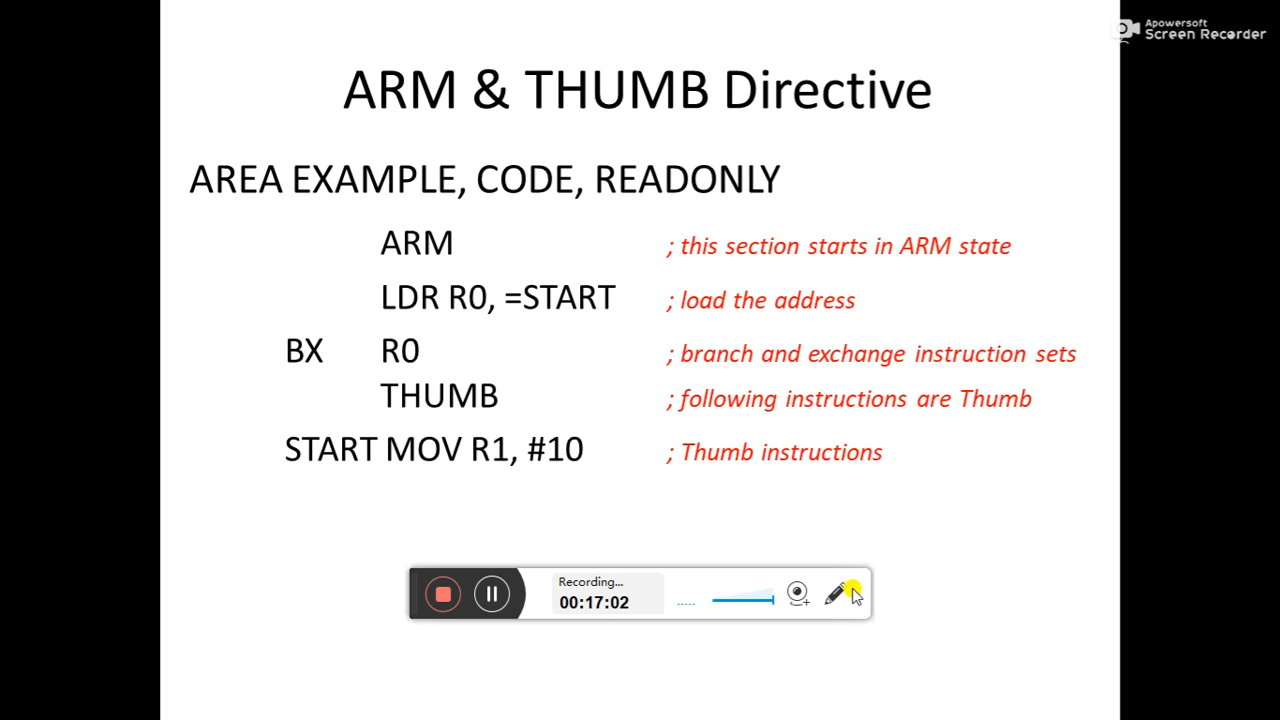 Apowersoft
Screen Recorder
ARM & THUMB Directive
AREA EXAMPLE, CODE, READONLY
ARM ; this section starts in ARM state
LDR R0, =START ; load the address
BX R0 ; branch and exchange instruction sets
THUMB ; following instructions are Thumb
START MOV R1, #10 ; Thumb instructions
Recording...
00:17:02